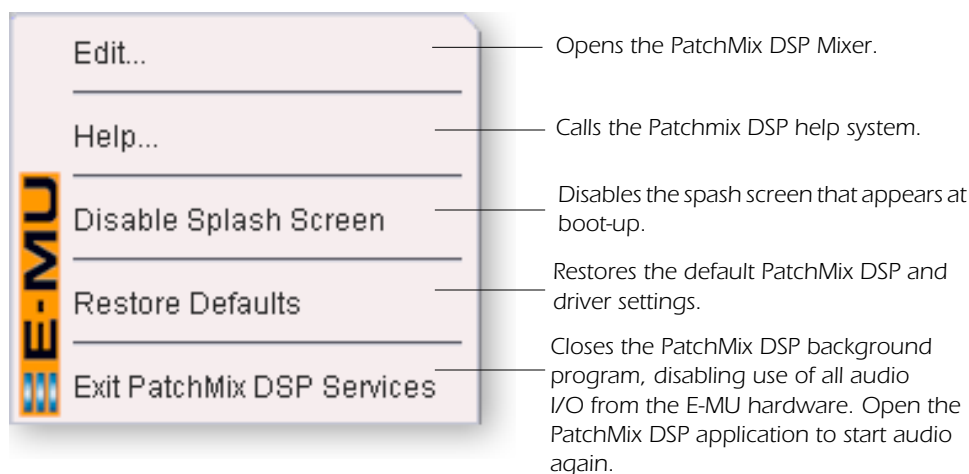 Edit...
Opens the PatchMix DSP Mixer.
Help...
Calls the Patchmix DSP help system.
Disable Splash Screen
Disables the spash screen that appears at
boot-up.
Restore Defaults
Restores the default PatchMix DSP and
driver settings.
Exit PatchMix DSP Services
Closes the PatchMix DSP background
program, disabling use of all audio
I/O from the E-MU hardware. Open the
PatchMix DSP application to start audio
again.
E-MU